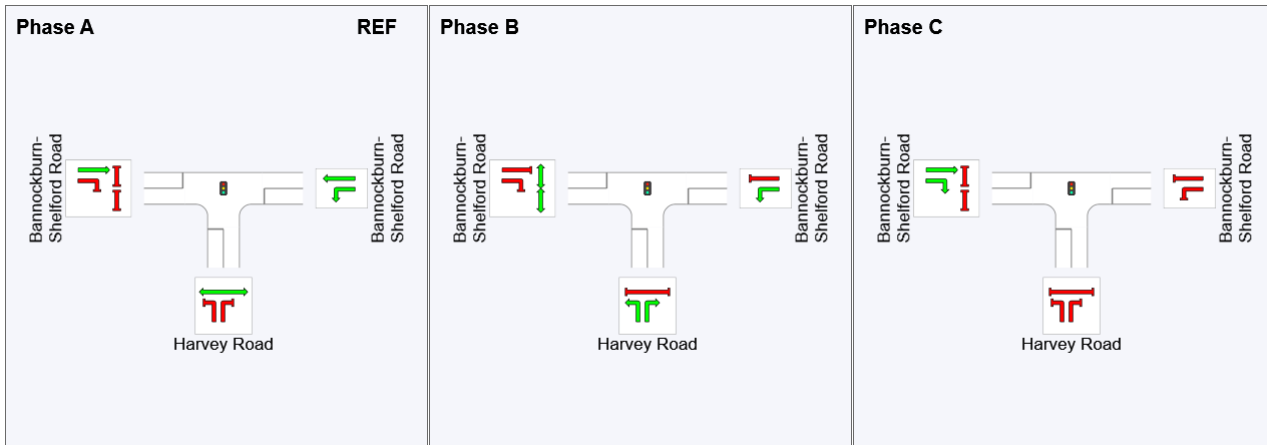 Phase A
REF
Bannockburn-
Shelford Road
Bannockburn-
Shelford Road
Harvey Road
Phase B
Bannockburn-
Shelford Road
Bannockburn-
Shelford Road
Harvey Road
Phase C
Bannockburn-
Shelford Road
Bannockburn-
Shelford Road
Harvey Road